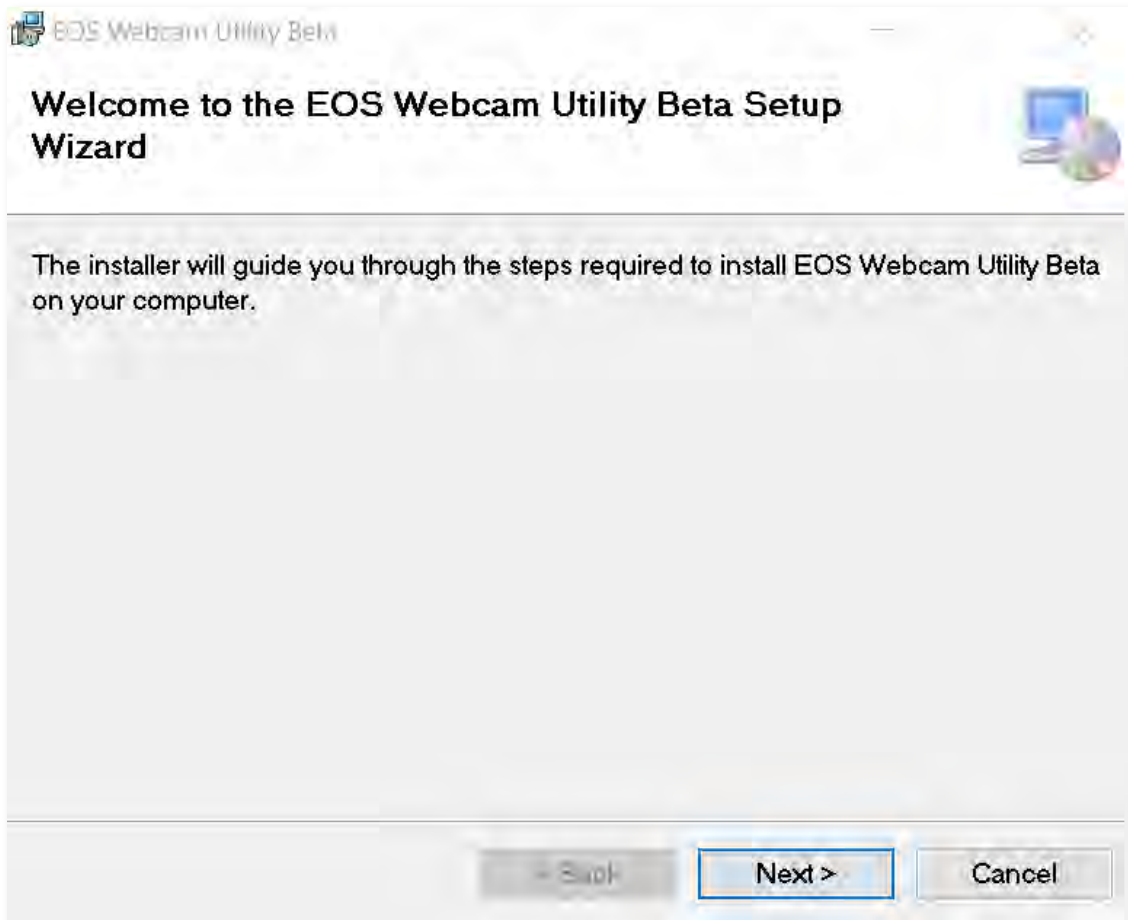 EOS Webcam Utility Beta
Welcome to the EOS Webcam Utility Beta Setup
Wizard
The installer will guide you through the steps required to install EOS Webcam Utility Beta
on your computer.
< Back
Next >
Cancel